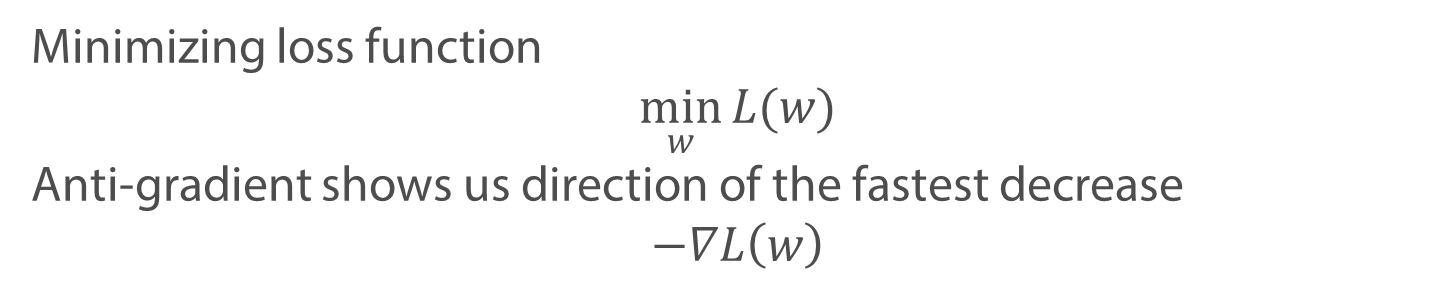 Minimizing loss function
min L(w)
w
Anti-gradient shows us direction of the fastest decrease
−∇L(w)